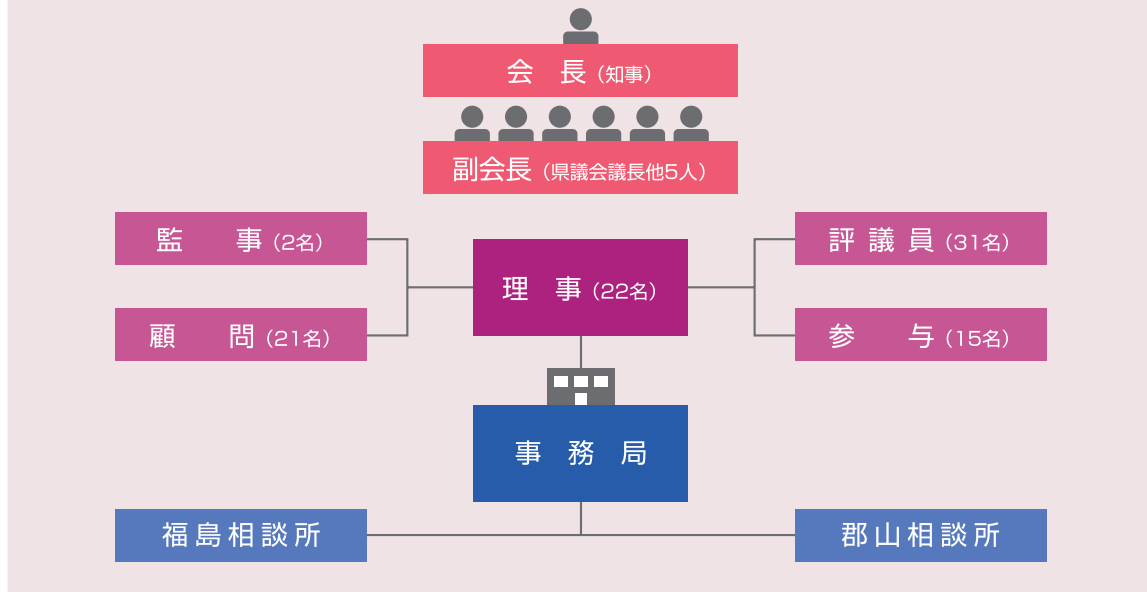 会　長（知事）
副会長（県議会議長他5人）
監　　事（2名）
評 議 員（31名）
理　事（22名）
顧　　問（21名）
参　　与（15名）
事　務　局
福島相談所
郡山相談所